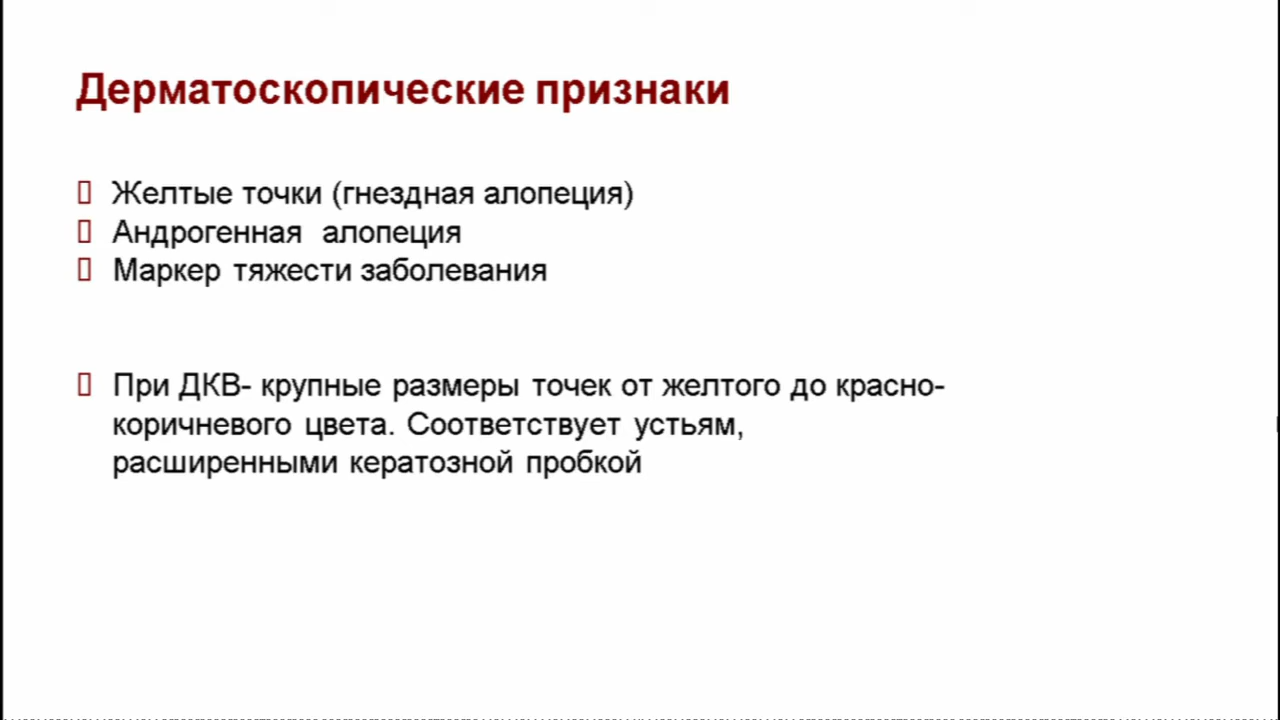 Дерматоскопические признаки
Желтые точки (гнездная алопеция)
Андрогенная алопеция
Маркер тяжести заболевания
При ДКВ- крупные размеры точек от желтого до красно-
коричневого цвета. Соответствует устьям,
расширенными кератозной пробкой